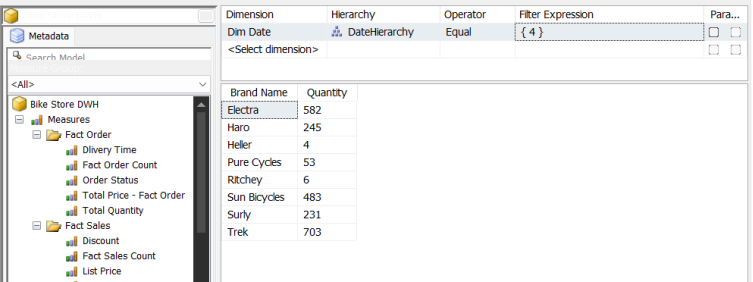 Metadata
Search Model
<All>
Bike Store DWH
Measures
Fact Order
Dlivery Time
Fact Order Count
Order Status
Total Price - Fact Order
Total Quantity
Fact Sales
Discount
Fact Sales Count
List Price
Dimension Hierarchy Operator Filter Expression Para...
Dim Date DateHierarchy Equal { 4 }
<Select dimension>
Brand Name Quantity
Electra 582
Haro 245
Heller 4
Pure Cycles 53
Ritchey 6
Sun Bicycles 483
Surly 231
Trek 703